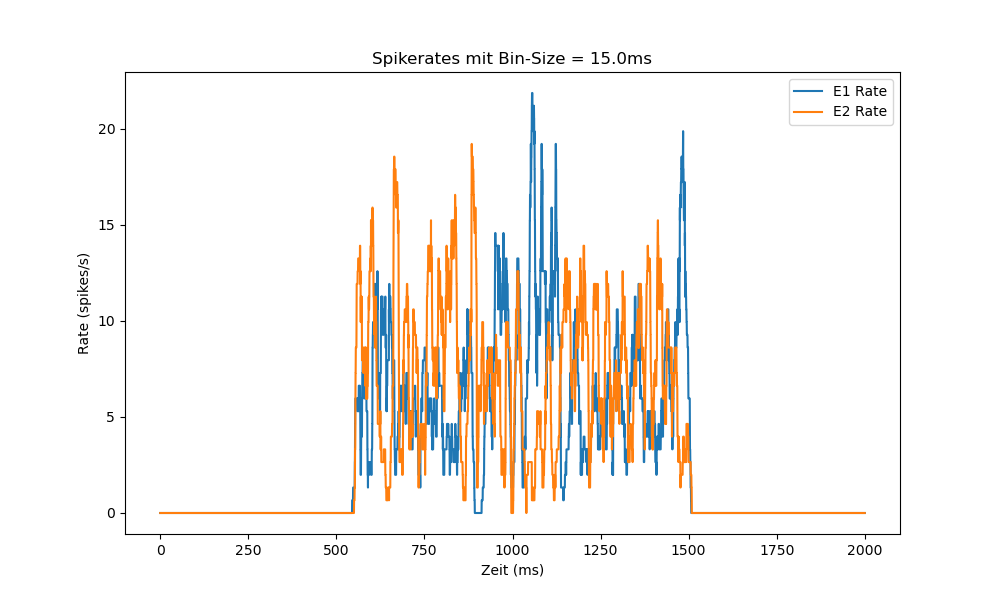 Spikerates mit Bin-Size = 15.0ms
E1 Rate
E2 Rate
Rate (spikes/s)
20
15
10
5
0
0 250 500 750 1000 1250 1500 1750 2000
Zeit (ms)